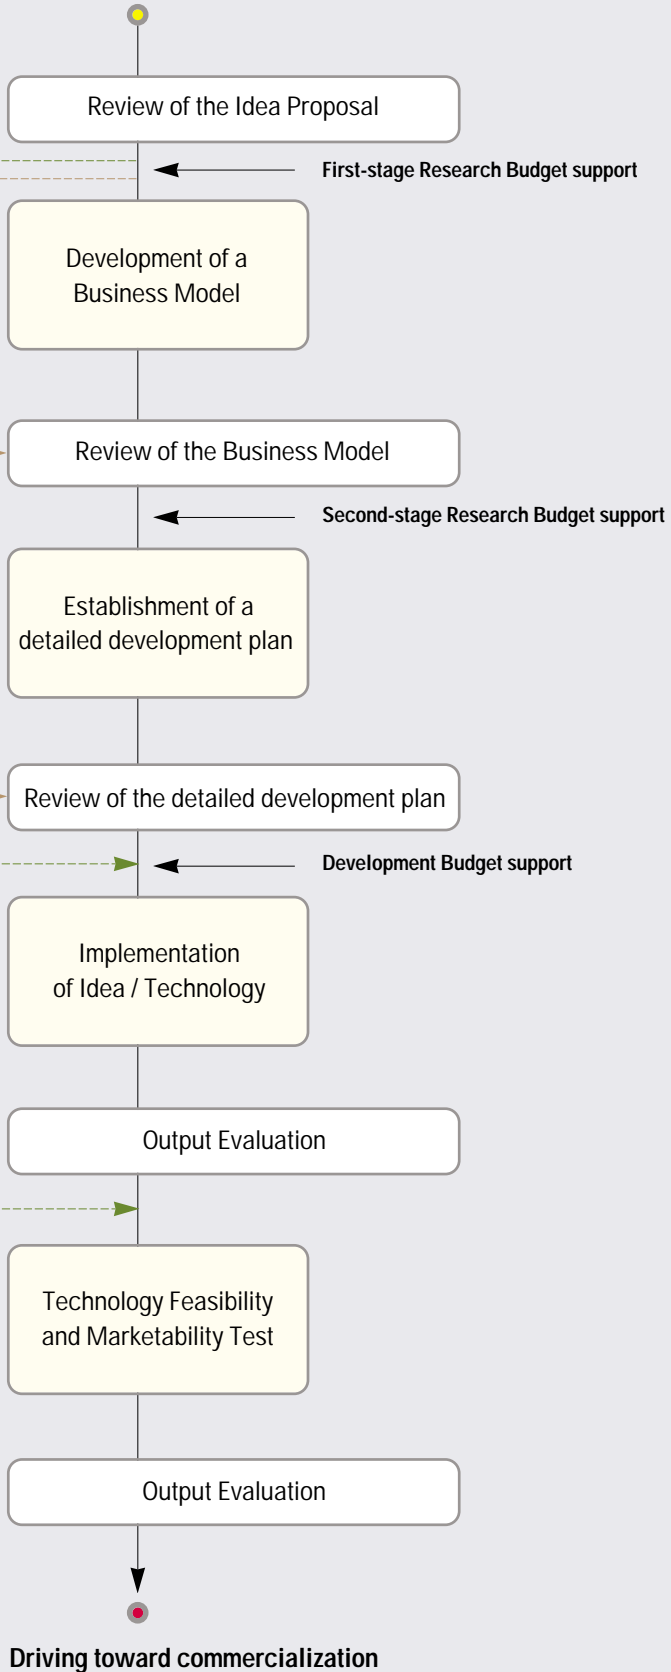 Review of the Idea Proposal
First-stage Research Budget support
Development of a
Business Model
Review of the Business Model
Second-stage Research Budget support
Establishment of a
detailed development plan
Review of the detailed development plan
Development Budget support
Implementation
of Idea / Technology
Output Evaluation
Technology Feasibility
and Marketability Test
Output Evaluation
Driving toward commercialization